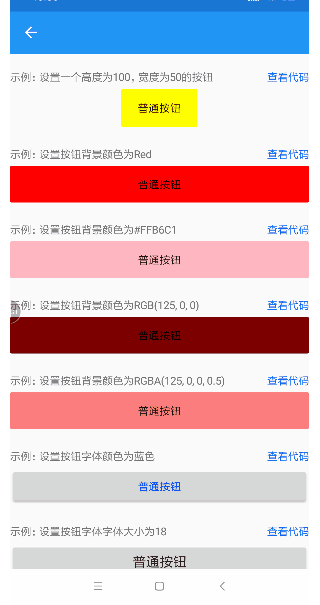 示例：设置一个高度为100，宽度为50的按钮 查看代码
普通按钮
示例：设置按钮背景颜色为Red 查看代码
普通按钮
示例：设置按钮背景颜色为#FFB6C1 查看代码
普通按钮
示例：设置按钮背景颜色为RGB(125, 0, 0) 查看代码
普通按钮
示例：设置按钮背景颜色为RGBA(125, 0, 0, 0.5) 查看代码
普通按钮
示例：设置按钮字体颜色为蓝色 查看代码
普通按钮
示例：设置按钮字体字体大小为18 查看代码
普通按钮